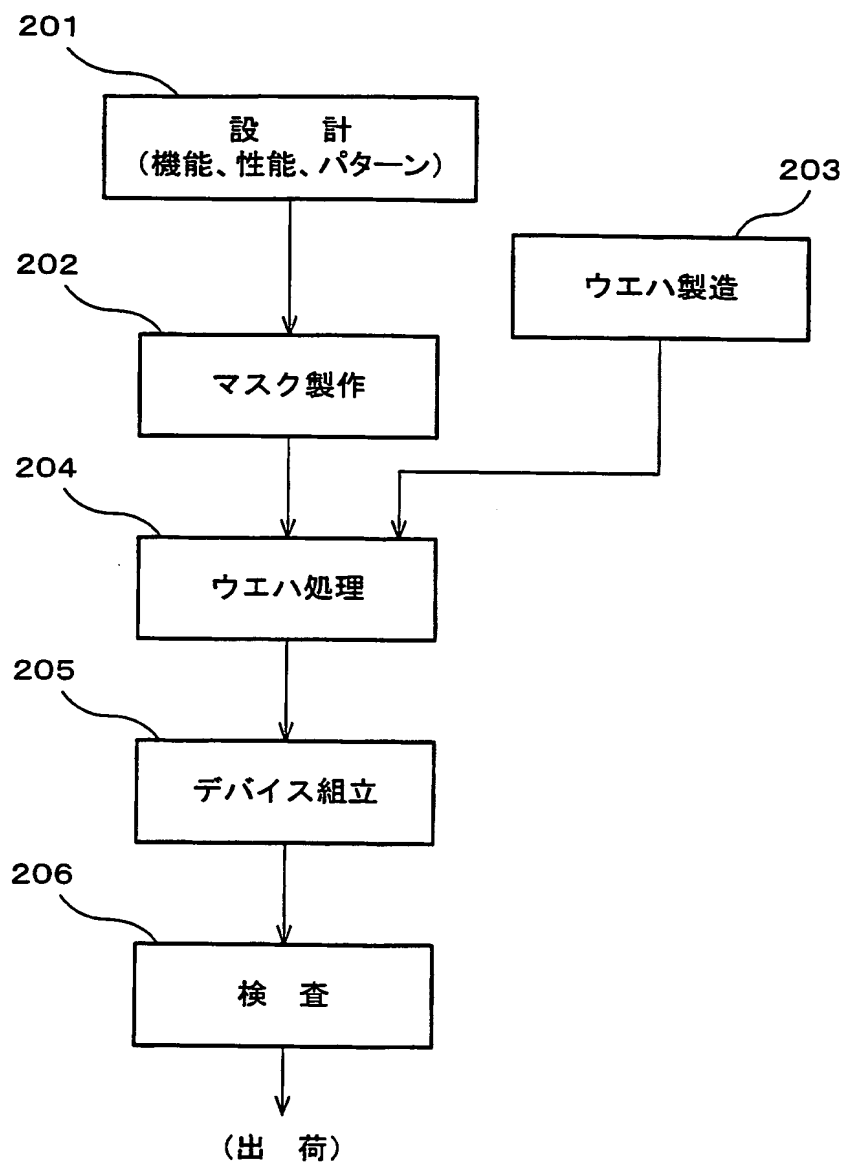 201
設 計
(機能、性能、パターン)
203
ウエハ製造
202
マスク製作
204
ウエハ処理
205
デバイス組立
206
検 査
(出 荷)